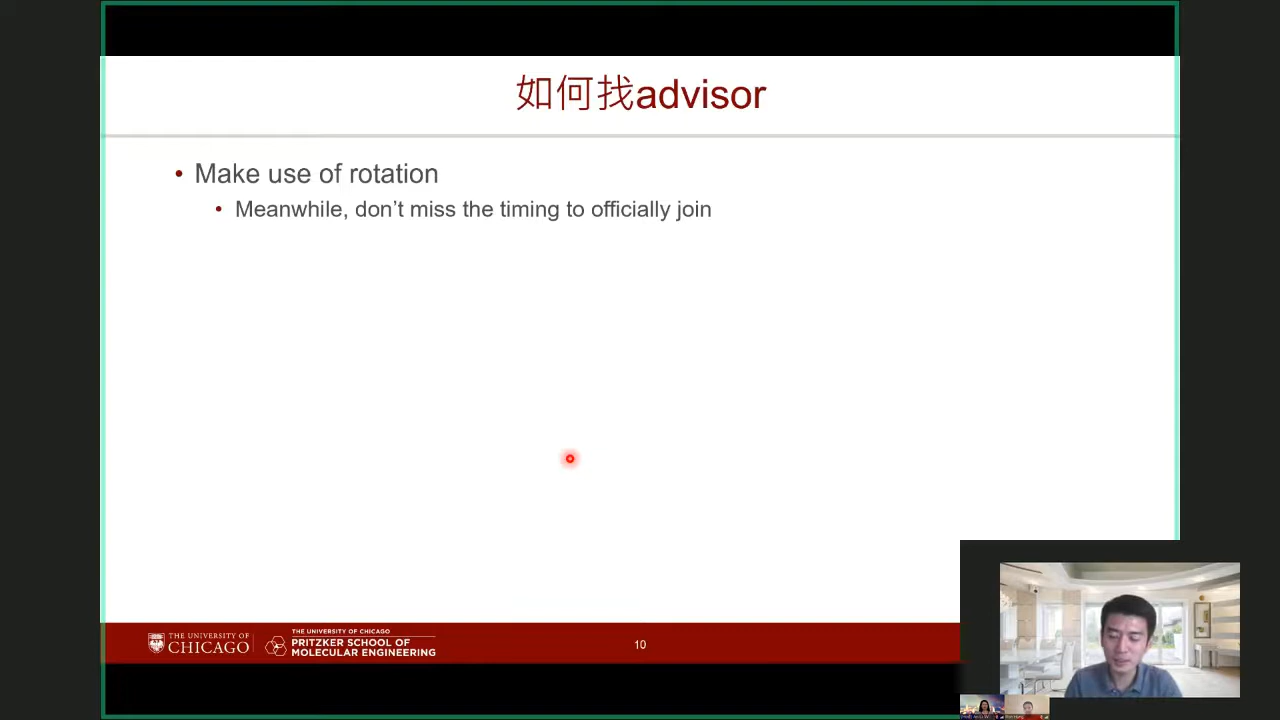 如何找advisor
Make use of rotation
Meanwhile, don’t miss the timing to officially join
THE UNIVERSITY OF
CHICAGO
THE UNIVERSITY OF CHICAGO
PRITZKER SCHOOL OF
MOLECULAR ENGINEERING
10